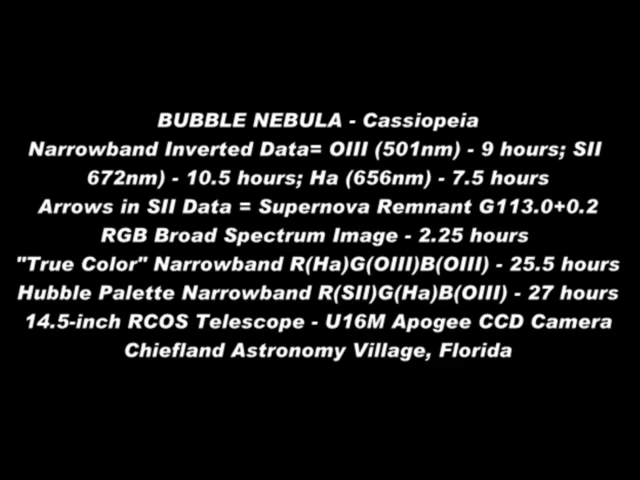 BUBBLE NEBULA - Cassiopeia
Narrowband Inverted Data= OIII (501nm) - 9 hours; SII
672nm) - 10.5 hours; Ha (656nm) - 7.5 hours
Arrows in SII Data = Supernova Remnant G113.0+0.2
RGB Broad Spectrum Image - 2.25 hours
"True Color" Narrowband R(Ha)G(OIII)B(OIII) - 25.5 hours
Hubble Palette Narrowband R(SII)G(Ha)B(OIII) - 27 hours
14.5-inch RCOS Telescope - U16M Apogee CCD Camera
Chiefland Astronomy Village, Florida